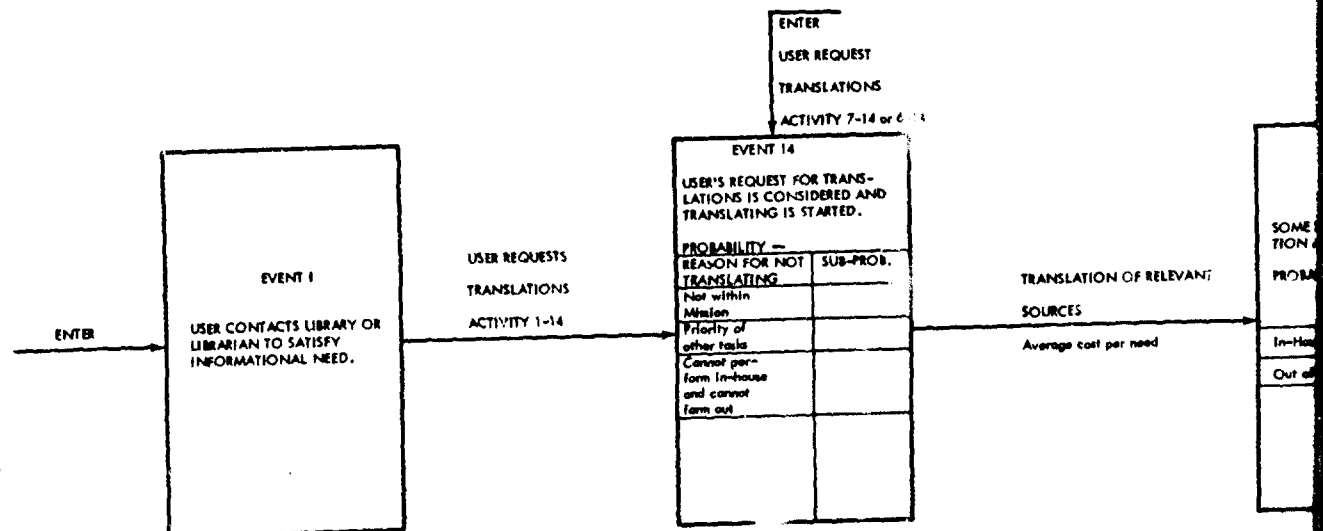 ENTER
USER REQUEST
TRANSLATIONS
ACTIVITY 7-14 or
ENTER
EVENT 1
USER CONTACTS LIBRARY OR
LIBRARIAN TO SATISFY
INFORMATIONAL NEED.
USER REQUESTS
TRANSLATIONS
ACTIVITY 1-14
EVENT 14
USER'S REQUEST FOR TRANS-
LATIONS IS CONSIDERED AND
TRANSLATING IS STARTED.
PROBABILITY —
REASON FOR NOT
TRANSLATING
SUB-PROB.
Not within
Mission
Priority of
other tasks
Cannot per-
form in-house
and cannot
farm out
TRANSLATION OF RELEVANT
SOURCES
Average cost per need
SOME
TION
In-
Out